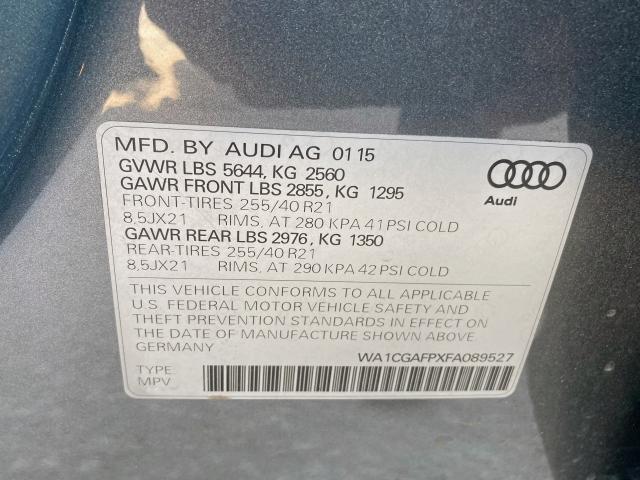 MFD. BY AUDI AG 01 15
GVWR LBS 5644, KG 2560
GAWR FRONT LBS 2855, KG 1295
FRONT-TIRES 255/40 R21
8,5JX21 RIMS, AT 280 KPA 41 PSI COLD
GAWR REAR LBS 2976, KG 1350
REAR-TIRES 255/40 R21
8,5JX21 RIMS, AT 290 KPA 42 PSI COLD
Audi
THIS VEHICLE CONFORMS TO ALL APPLICABLE
U.S. FEDERAL MOTOR VEHICLE SAFETY AND
THEFT PREVENTION STANDARDS IN EFFECT ON
THE DATE OF MANUFACTURE SHOWN ABOVE.
GERMANY
WA1CGAFPXFA089527
TYPE
MPV